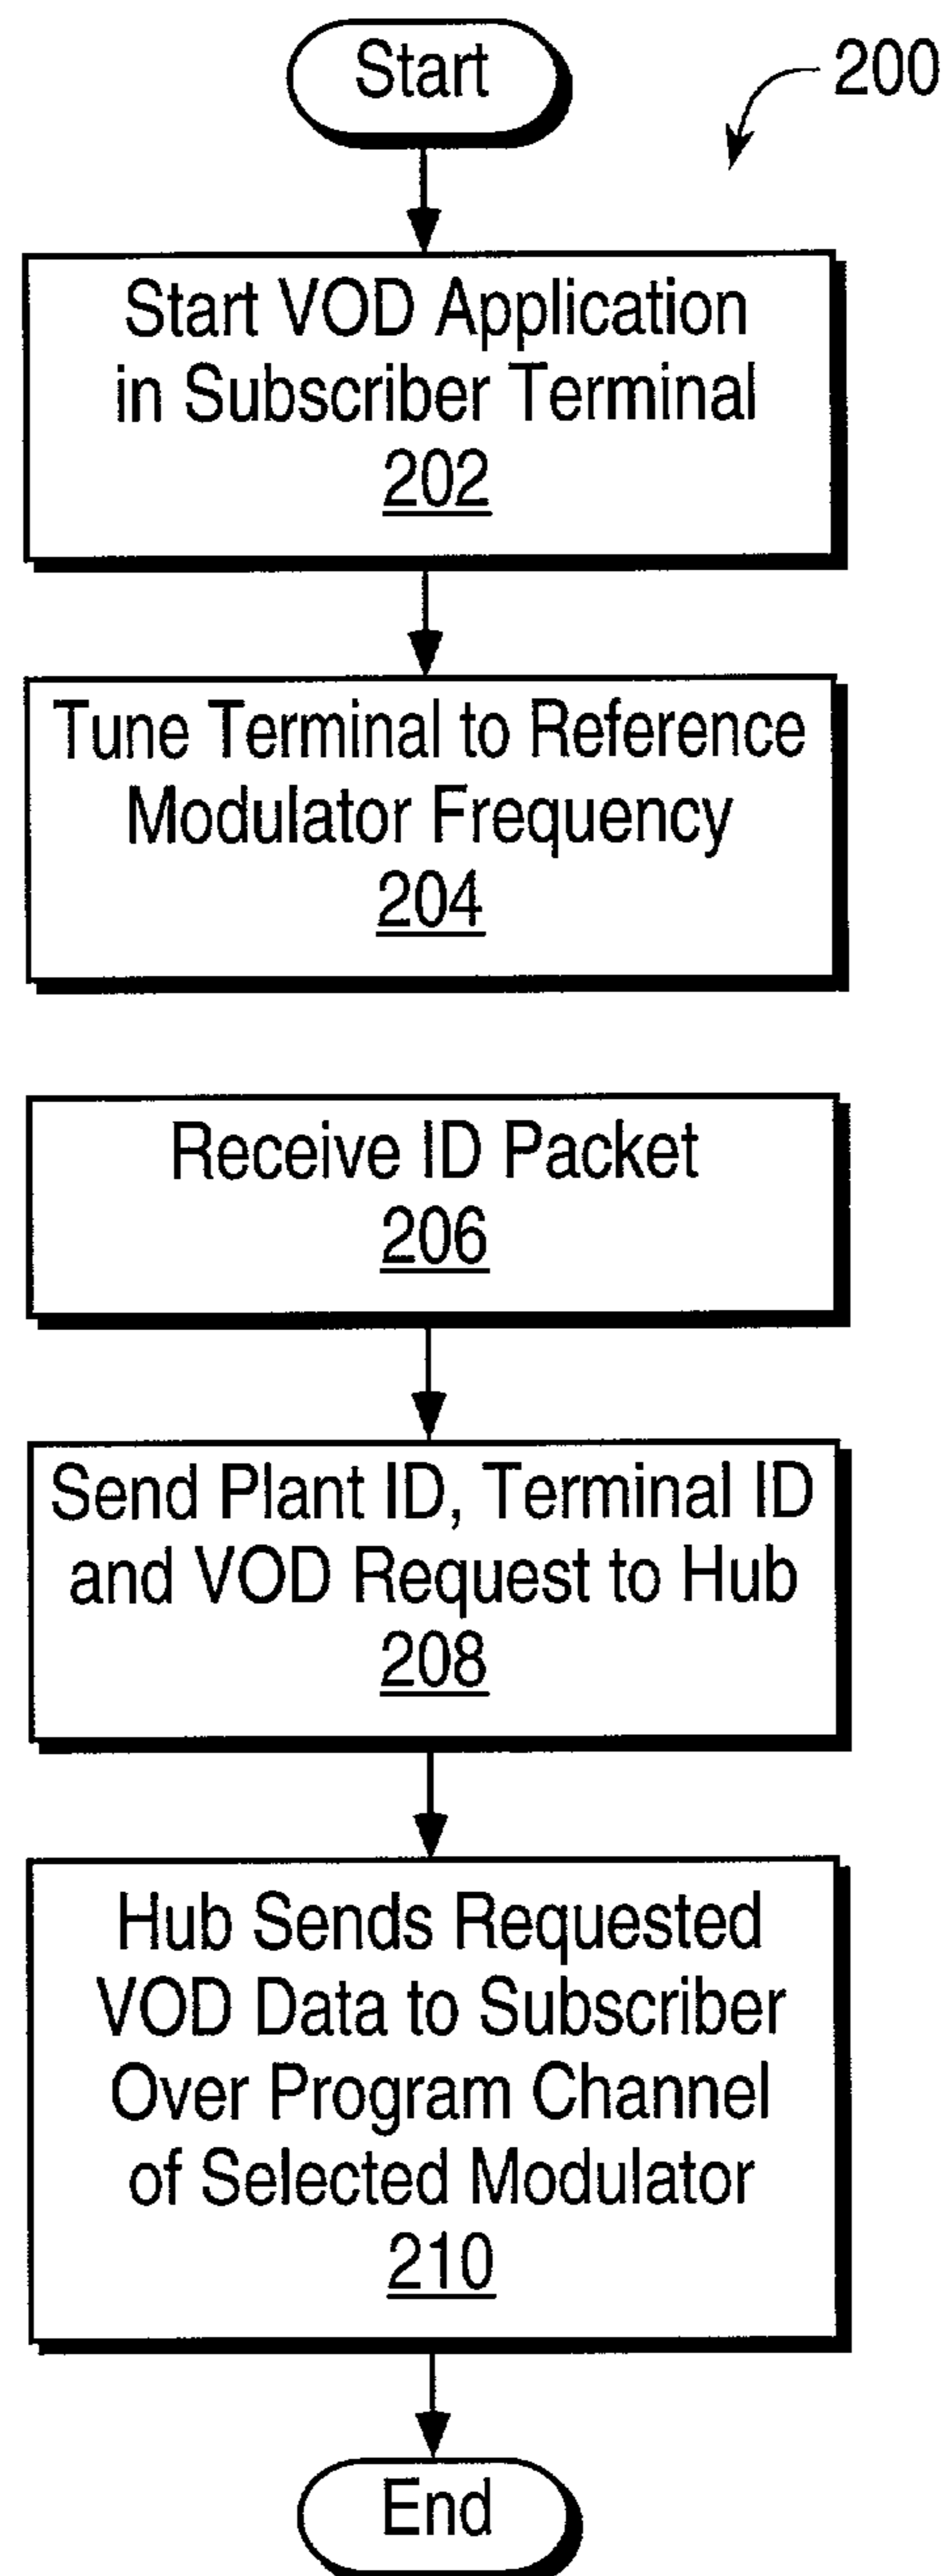 Start
200
Start VOD Application
in Subscriber Terminal
202
Tune Terminal to Reference
Modulator Frequency
204
Receive ID Packet
206
Send Plant ID, Terminal ID
and VOD Request to Hub
208
Hub Sends Requested
VOD Data to Subscriber
Over Program Channel
of Selected Modulator
210
End